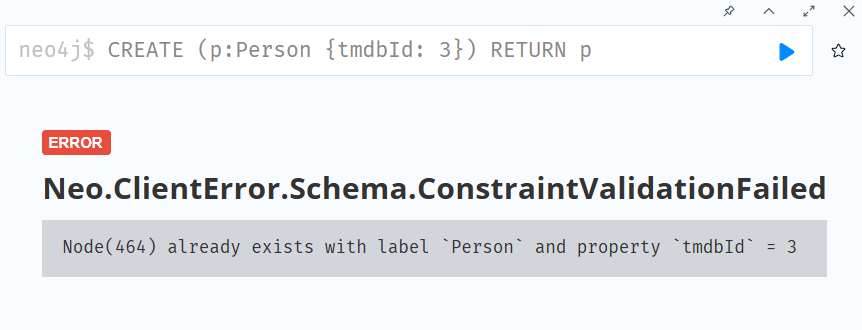 neo4j$ CREATE (p:Person {tmdbId: 3}) RETURN p
ERROR
Neo.ClientError.Schema.ConstraintValidationFailed
Node(464) already exists with label `Person` and property `tmdbId` = 3